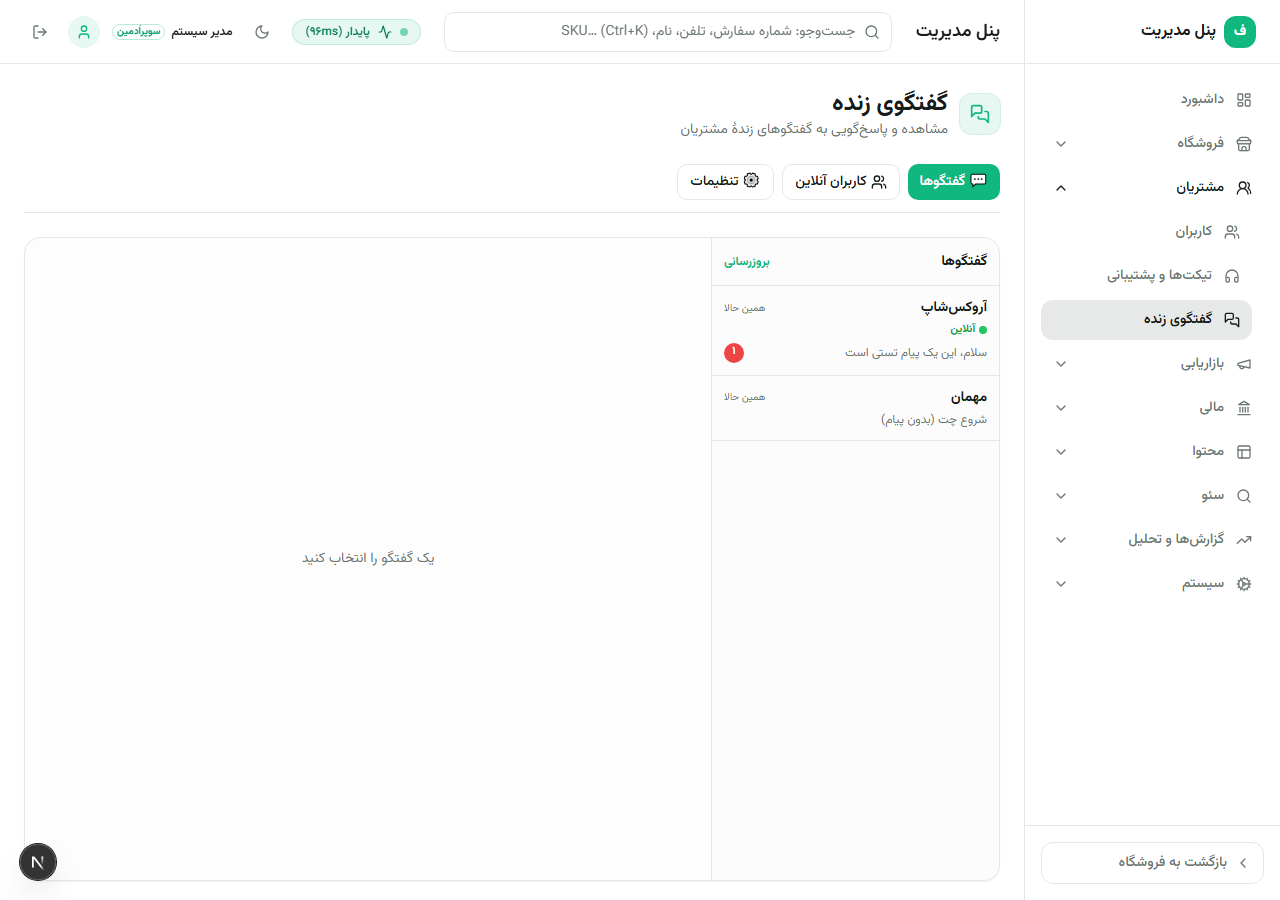 ف
پنل مدیریت
داشبورد
فروشگاه
مشتریان
کاربران
تیکت‌ها و پشتیبانی
گفتگوی زنده
بازاریابی
مالی
محتوا
سئو
گزارش‌ها و تحلیل
سیستم
بازگشت به فروشگاه
پنل مدیریت
جست‌وجو: شماره سفارش، تلفن، نام، SKU... (Ctrl+K)
پایدار (۹۶ms)
مدیر سیستم
سوپرأدمین
گفتگوی زنده
مشاهده و پاسخ‌گویی به گفتگوهای زندهٔ مشتریان
گفتگوها
کاربران آنلاین
تنظیمات
گفتگوها
بروزرسانی
آروکس‌شاپ
همین حالا
آنلاین
سلام، این یک پیام تستی است
۱
مهمان
همین حالا
شروع چت (بدون پیام)
یک گفتگو را انتخاب کنید
N